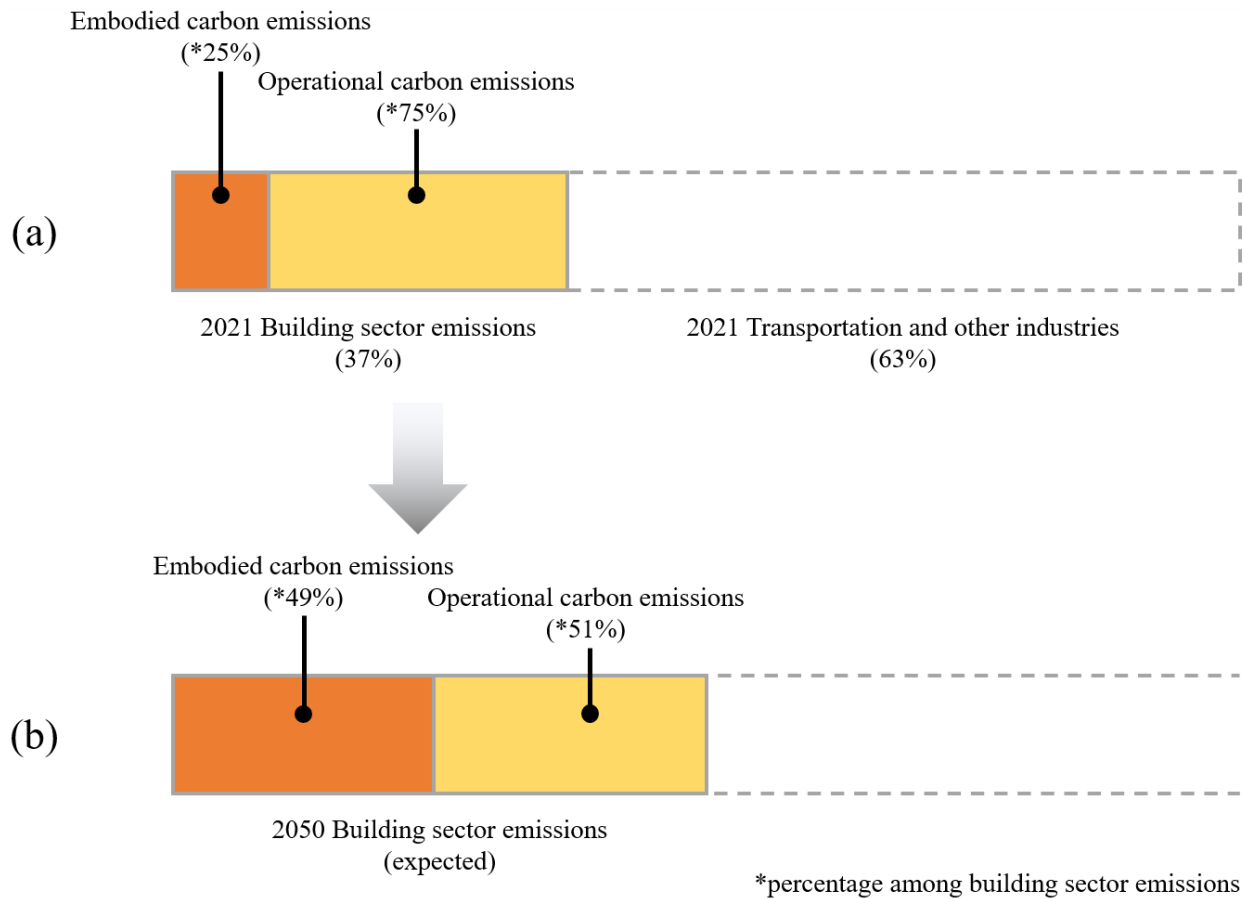 Embodied carbon emissions
(*25%)
Operational carbon emissions
(*75%)
(a)
2021 Building sector emissions
(37%)
2021 Transportation and other industries
(63%)
Embodied carbon emissions
(*49%)
Operational carbon emissions
(*51%)
(b)
2050 Building sector emissions
(expected)
*percentage among building sector emissions